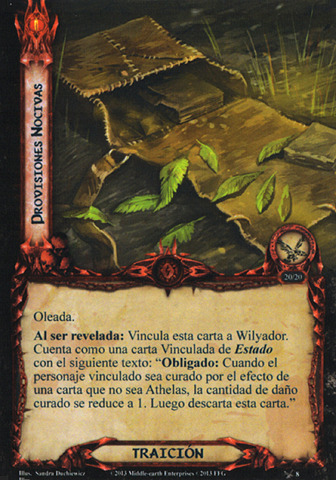 PROVISIONES NOCIVAS
20/20
Oleada.
Al ser revelada: Vincula esta carta a Wilyador.
Cuenta como una carta Vinculada de Estado
con el siguiente texto: “Obligado: Cuando el
personaje vinculado sea curado por el efecto de
una carta que no sea Athelas, la cantidad de daño
curado se reduce a 1. Luego descarta esta carta.”
TRAICIÓN
Illus. Sandra Duchiewicz ©2013 Middle-earth Enterprises ©2013 FFG 8